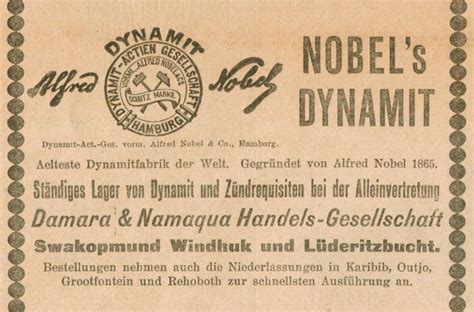 DYNAMIT
DYNAMIT-ACTIEN GESELLSCHAFT
VORM. ALFRED NOBEL & Co
SCHUTZ MARKE
HAMBURG
Alfred Nobel
NOBEL's
DYNAMIT
Dynamit-Act.-Ges. vorm. Alfred Nobel & Co., Hamburg.
Aelteste Dynamitfabrik der Welt. Gegründet von Alfred Nobel 1865.
Ständiges Lager von Dynamit und Zündrequisiten bei der Alleinvertretung
Damara & Namaqua Handels-Gesellschaft
Swakopmund Windhuk und Lüderitzbucht.
Bestellungen nehmen auch die Niederlassungen in Karibib, Outjo,
Grootfontein und Rehoboth zur schnellsten Ausführung an.